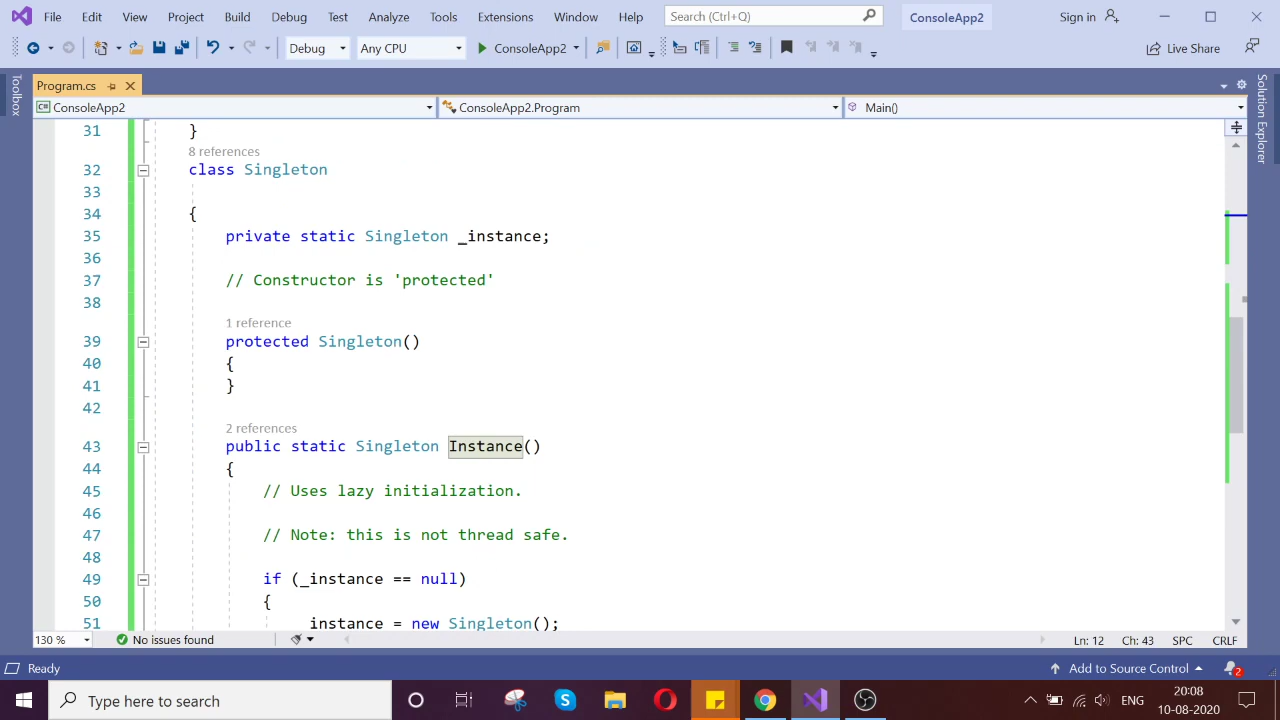 File Edit View Project Build Debug Test Analyze Tools Extensions Window Help Search (Ctrl+Q) ConsoleApp2 Sign in
Debug Any CPU ConsoleApp2 Live Share
Program.cs
ConsoleApp2 ConsoleApp2.Program Main()
Toolbox
Solution Explorer
31 }
8 references
32 class Singleton
33
34 {
35 private static Singleton _instance;
36
37 // Constructor is 'protected'
38
1 reference
39 protected Singleton()
40 {
41 }
42
2 references
43 public static Singleton Instance()
44 {
45 // Uses lazy initialization.
46
47 // Note: this is not thread safe.
48
49 if (_instance == null)
50 {
51 instance = new Singleton();
130 % No issues found Ln: 12 Ch: 43 SPC CRLF
Ready Add to Source Control 2
Type here to search ENG 20:08
10-08-2020